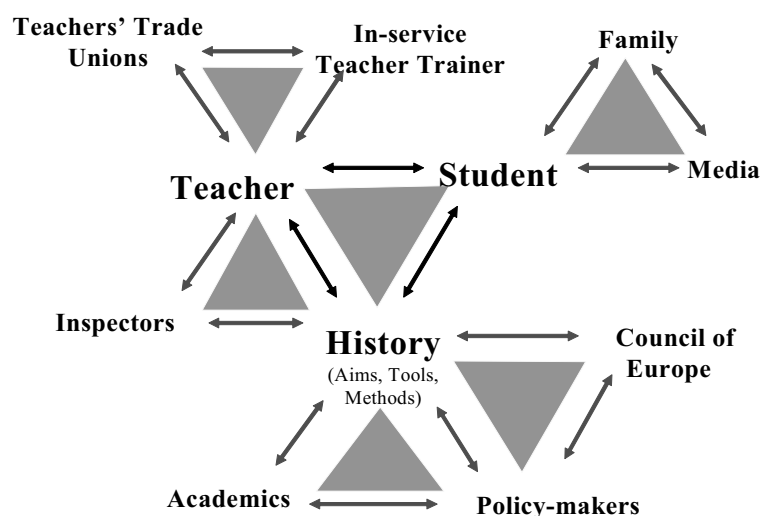 Teachers' Trade
Unions
In-service
Teacher Trainer
Family
Teacher
Student
Media
Inspectors
History
(Aims, Tools,
Methods)
Council of
Europe
Academics
Policy-makers